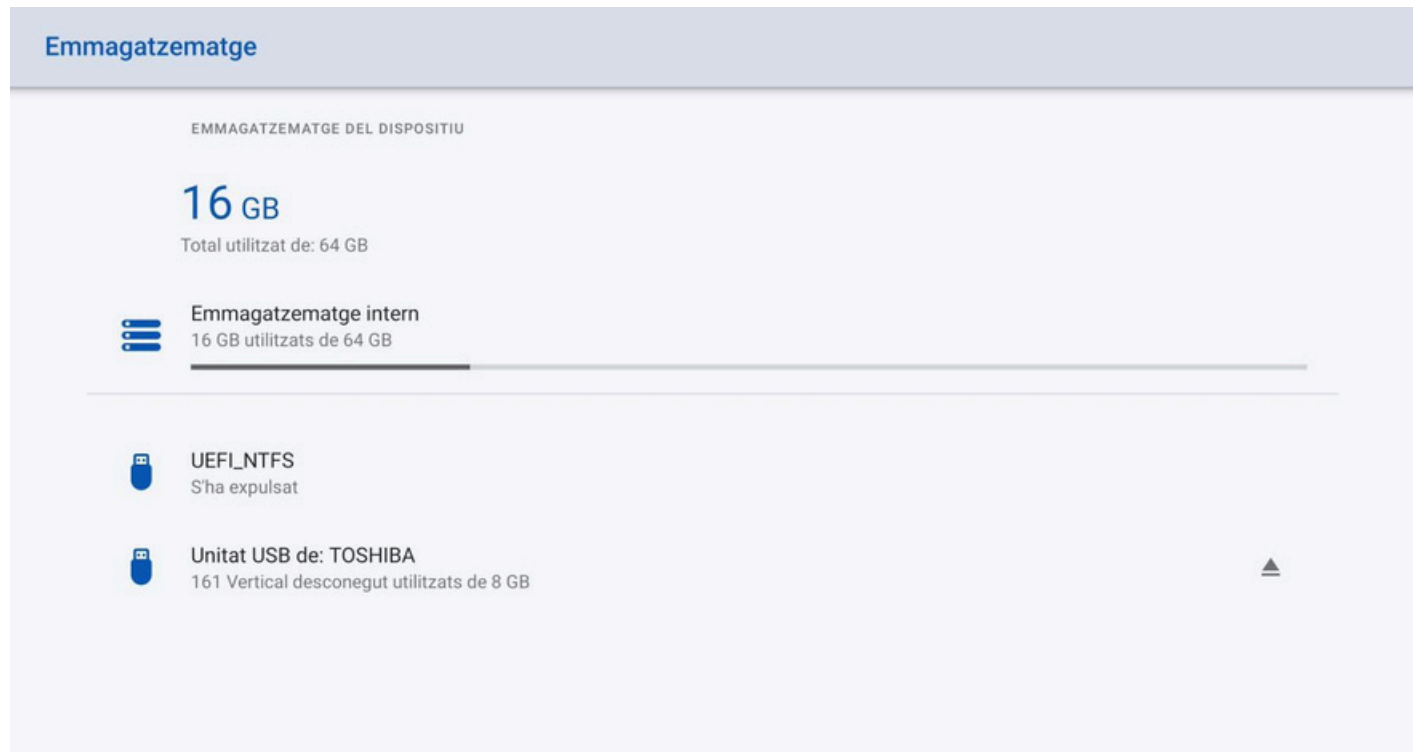 Emmagatzematge
EMMAGATZEMATGE DEL DISPOSITIU
16 GB
Total utilitzat de: 64 GB
Emmagatzematge intern
16 GB utilitzats de 64 GB
UEFI_NTFS
S'ha expulsat
Unitat USB de: TOSHIBA
161 Vertical desconegut utilitzats de 8 GB